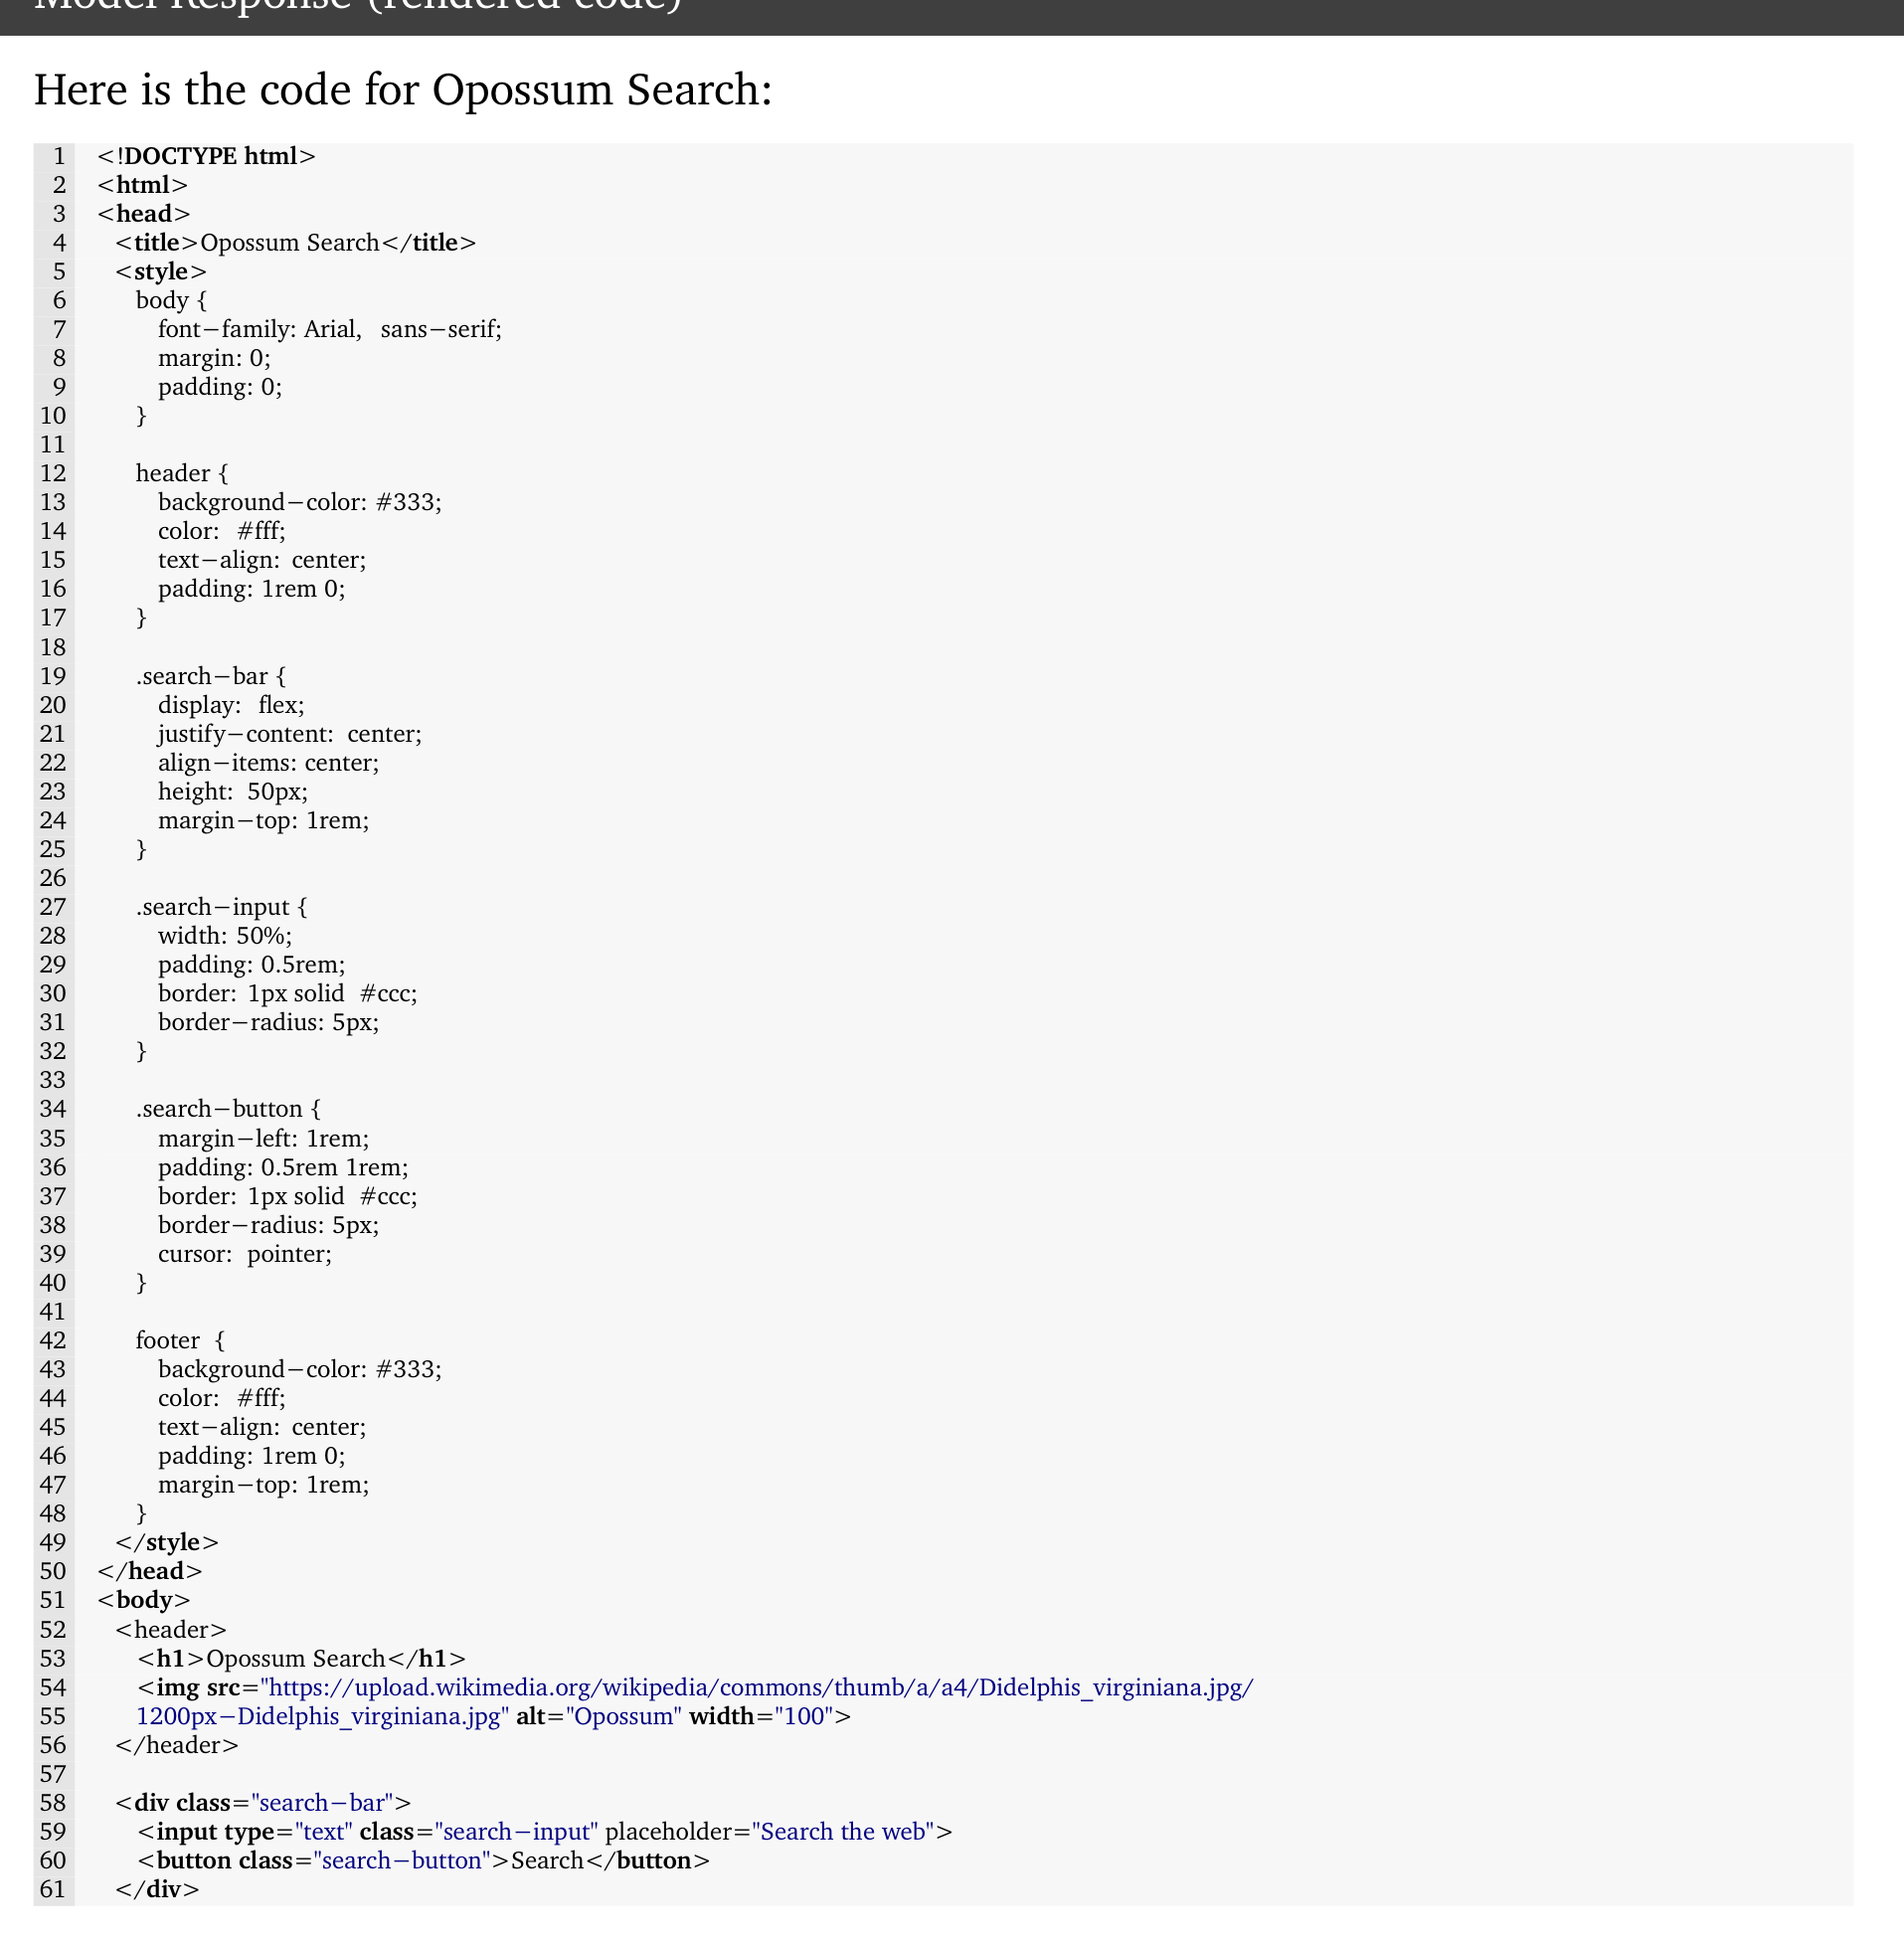 Model Response (rendered code)
Here is the code for Opossum Search:
1 <!DOCTYPE html>
2 <html>
3 <head>
4 <title>Opossum Search</title>
5 <style>
6 body {
7 font−family: Arial, sans−serif;
8 margin: 0;
9 padding: 0;
10 }
11
12 header {
13 background−color: #333;
14 color: #fff;
15 text−align: center;
16 padding: 1rem 0;
17 }
18
19 .search−bar {
20 display: flex;
21 justify−content: center;
22 align−items: center;
23 height: 50px;
24 margin−top: 1rem;
25 }
26
27 .search−input {
28 width: 50%;
29 padding: 0.5rem;
30 border: 1px solid #ccc;
31 border−radius: 5px;
32 }
33
34 .search−button {
35 margin−left: 1rem;
36 padding: 0.5rem 1rem;
37 border: 1px solid #ccc;
38 border−radius: 5px;
39 cursor: pointer;
40 }
41
42 footer {
43 background−color: #333;
44 color: #fff;
45 text−align: center;
46 padding: 1rem 0;
47 margin−top: 1rem;
48 }
49 </style>
50 </head>
51 <body>
52 <header>
53 <h1>Opossum Search</h1>
54 <img src="https://upload.wikimedia.org/wikipedia/commons/thumb/a/a4/Didelphis_virginiana.jpg/
55 1200px−Didelphis_virginiana.jpg" alt="Opossum" width="100">
56 </header>
57
58 <div class="search−bar">
59 <input type="text" class="search−input" placeholder="Search the web">
60 <button class="search−button">Search</button>
61 </div>